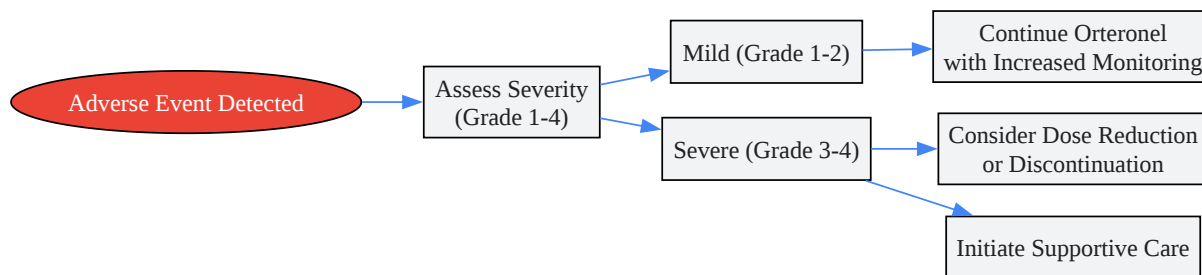 Adverse Event Detected
Assess Severity
(Grade 1-4)
Mild (Grade 1-2)
Continue Orteronel
with Increased Monitoring
Severe (Grade 3-4)
Consider Dose Reduction
or Discontinuation
Initiate Supportive Care